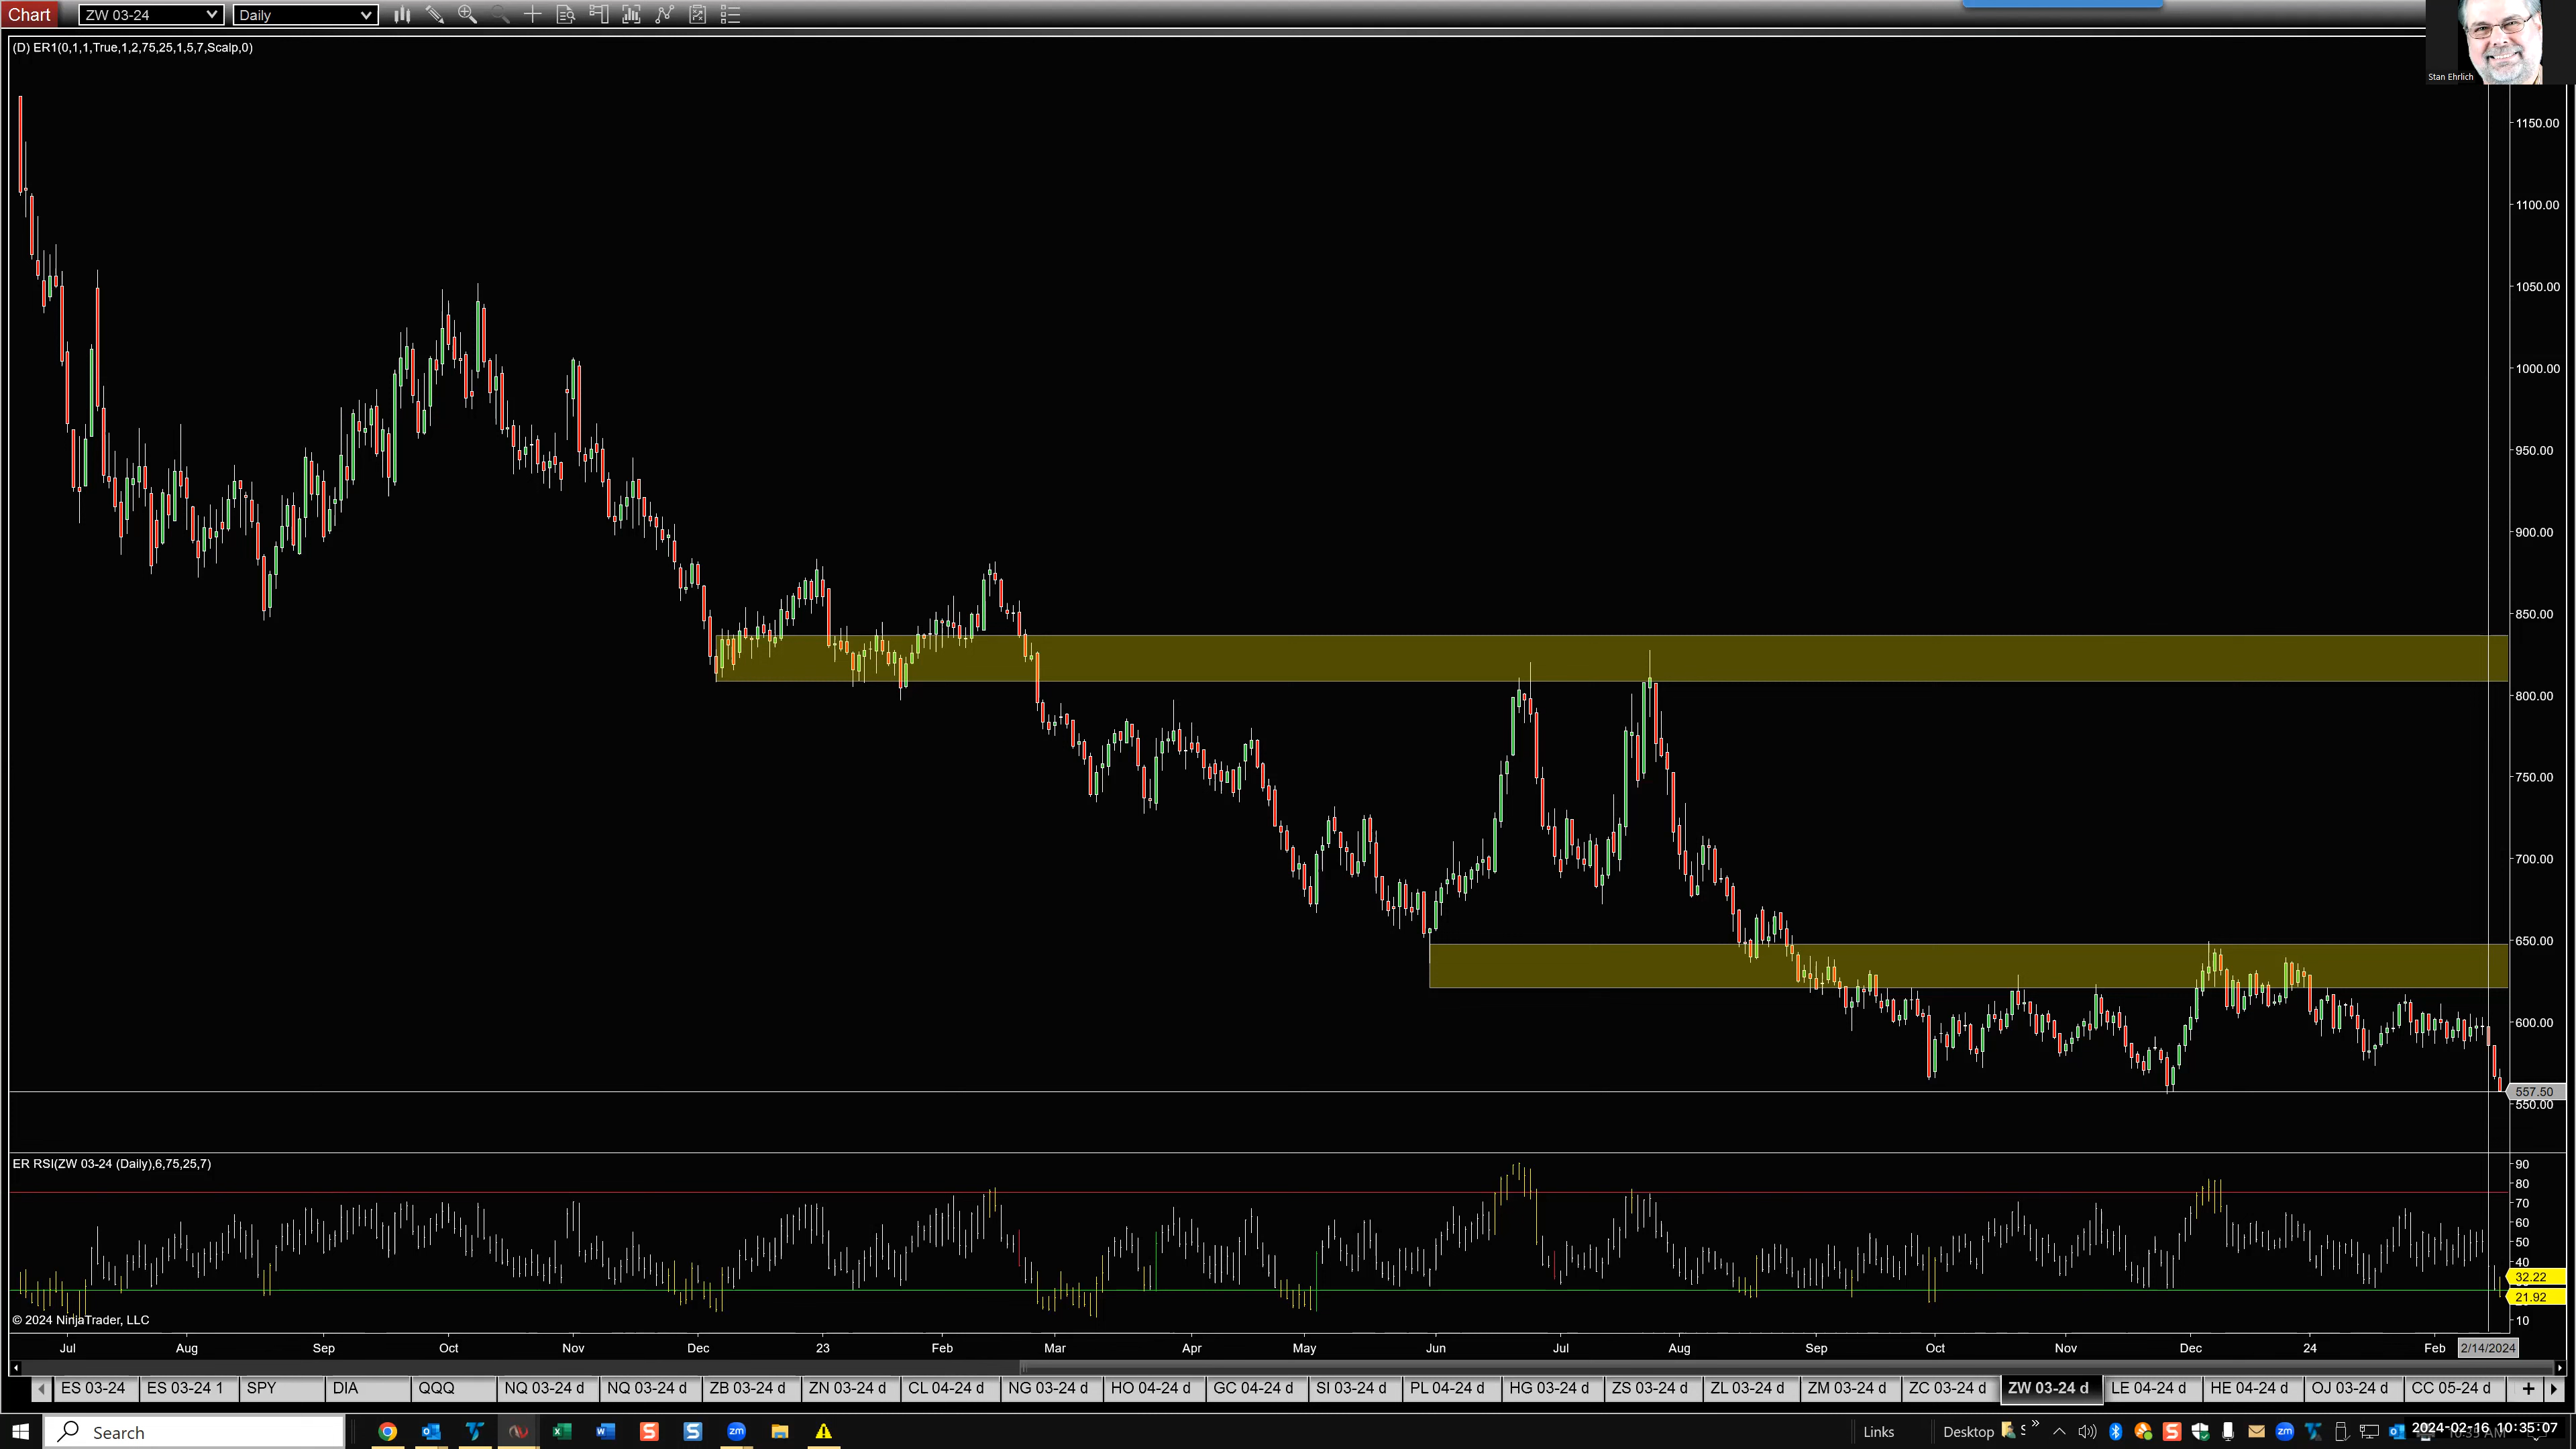 Chart ZW 03-24 Daily
(D) ER1(0,1,1,True,1,2,75,25,1,5,7,Scalp,0)
Stan Ehrlich
1150.00
1100.00
1050.00
1000.00
950.00
900.00
850.00
800.00
750.00
700.00
650.00
600.00
557.50
550.00
ER RSI(ZW 03-24 (Daily),6,75,25,7)
90
80
70
60
50
40
32.22
21.92
10
© 2024 NinjaTrader, LLC
Jul Aug Sep Oct Nov Dec 23 Feb Mar Apr May Jun Jul Aug Sep Oct Nov Dec 24 Feb 2/14/2024
ES 03-24 ES 03-24 1 SPY DIA QQQ NQ 03-24 d NQ 03-24 d ZB 03-24 d ZN 03-24 d CL 04-24 d NG 03-24 d HO 04-24 d GC 04-24 d SI 03-24 d PL 04-24 d HG 03-24 d ZS 03-24 d ZL 03-24 d ZM 03-24 d ZC 03-24 d ZW 03-24 d LE 04-24 d HE 04-24 d OJ 03-24 d CC 05-24 d +
Search Links Desktop 2024-02-16 10:35:07